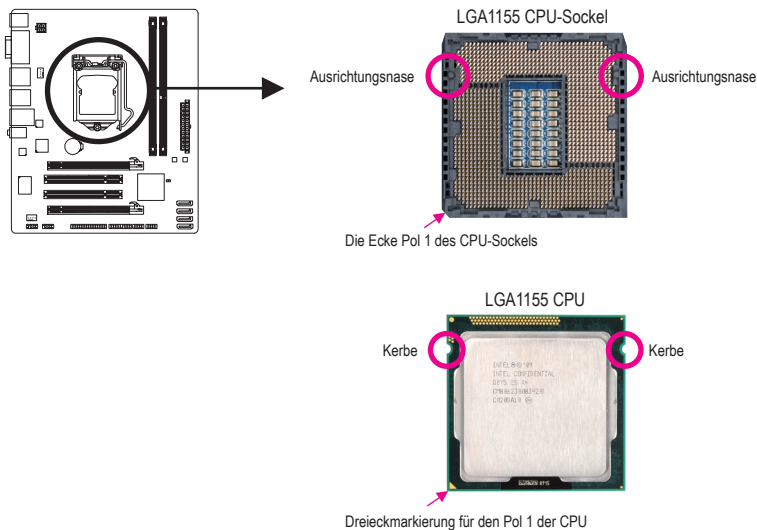 LGA1155 CPU-Sockel
Ausrichtungsnase
Ausrichtungsnase
Die Ecke Pol 1 des CPU-Sockels
LGA1155 CPU
Kerbe
Kerbe
INTEL CONFIDENTIAL
Dreieckmarkierung für den Pol 1 der CPU